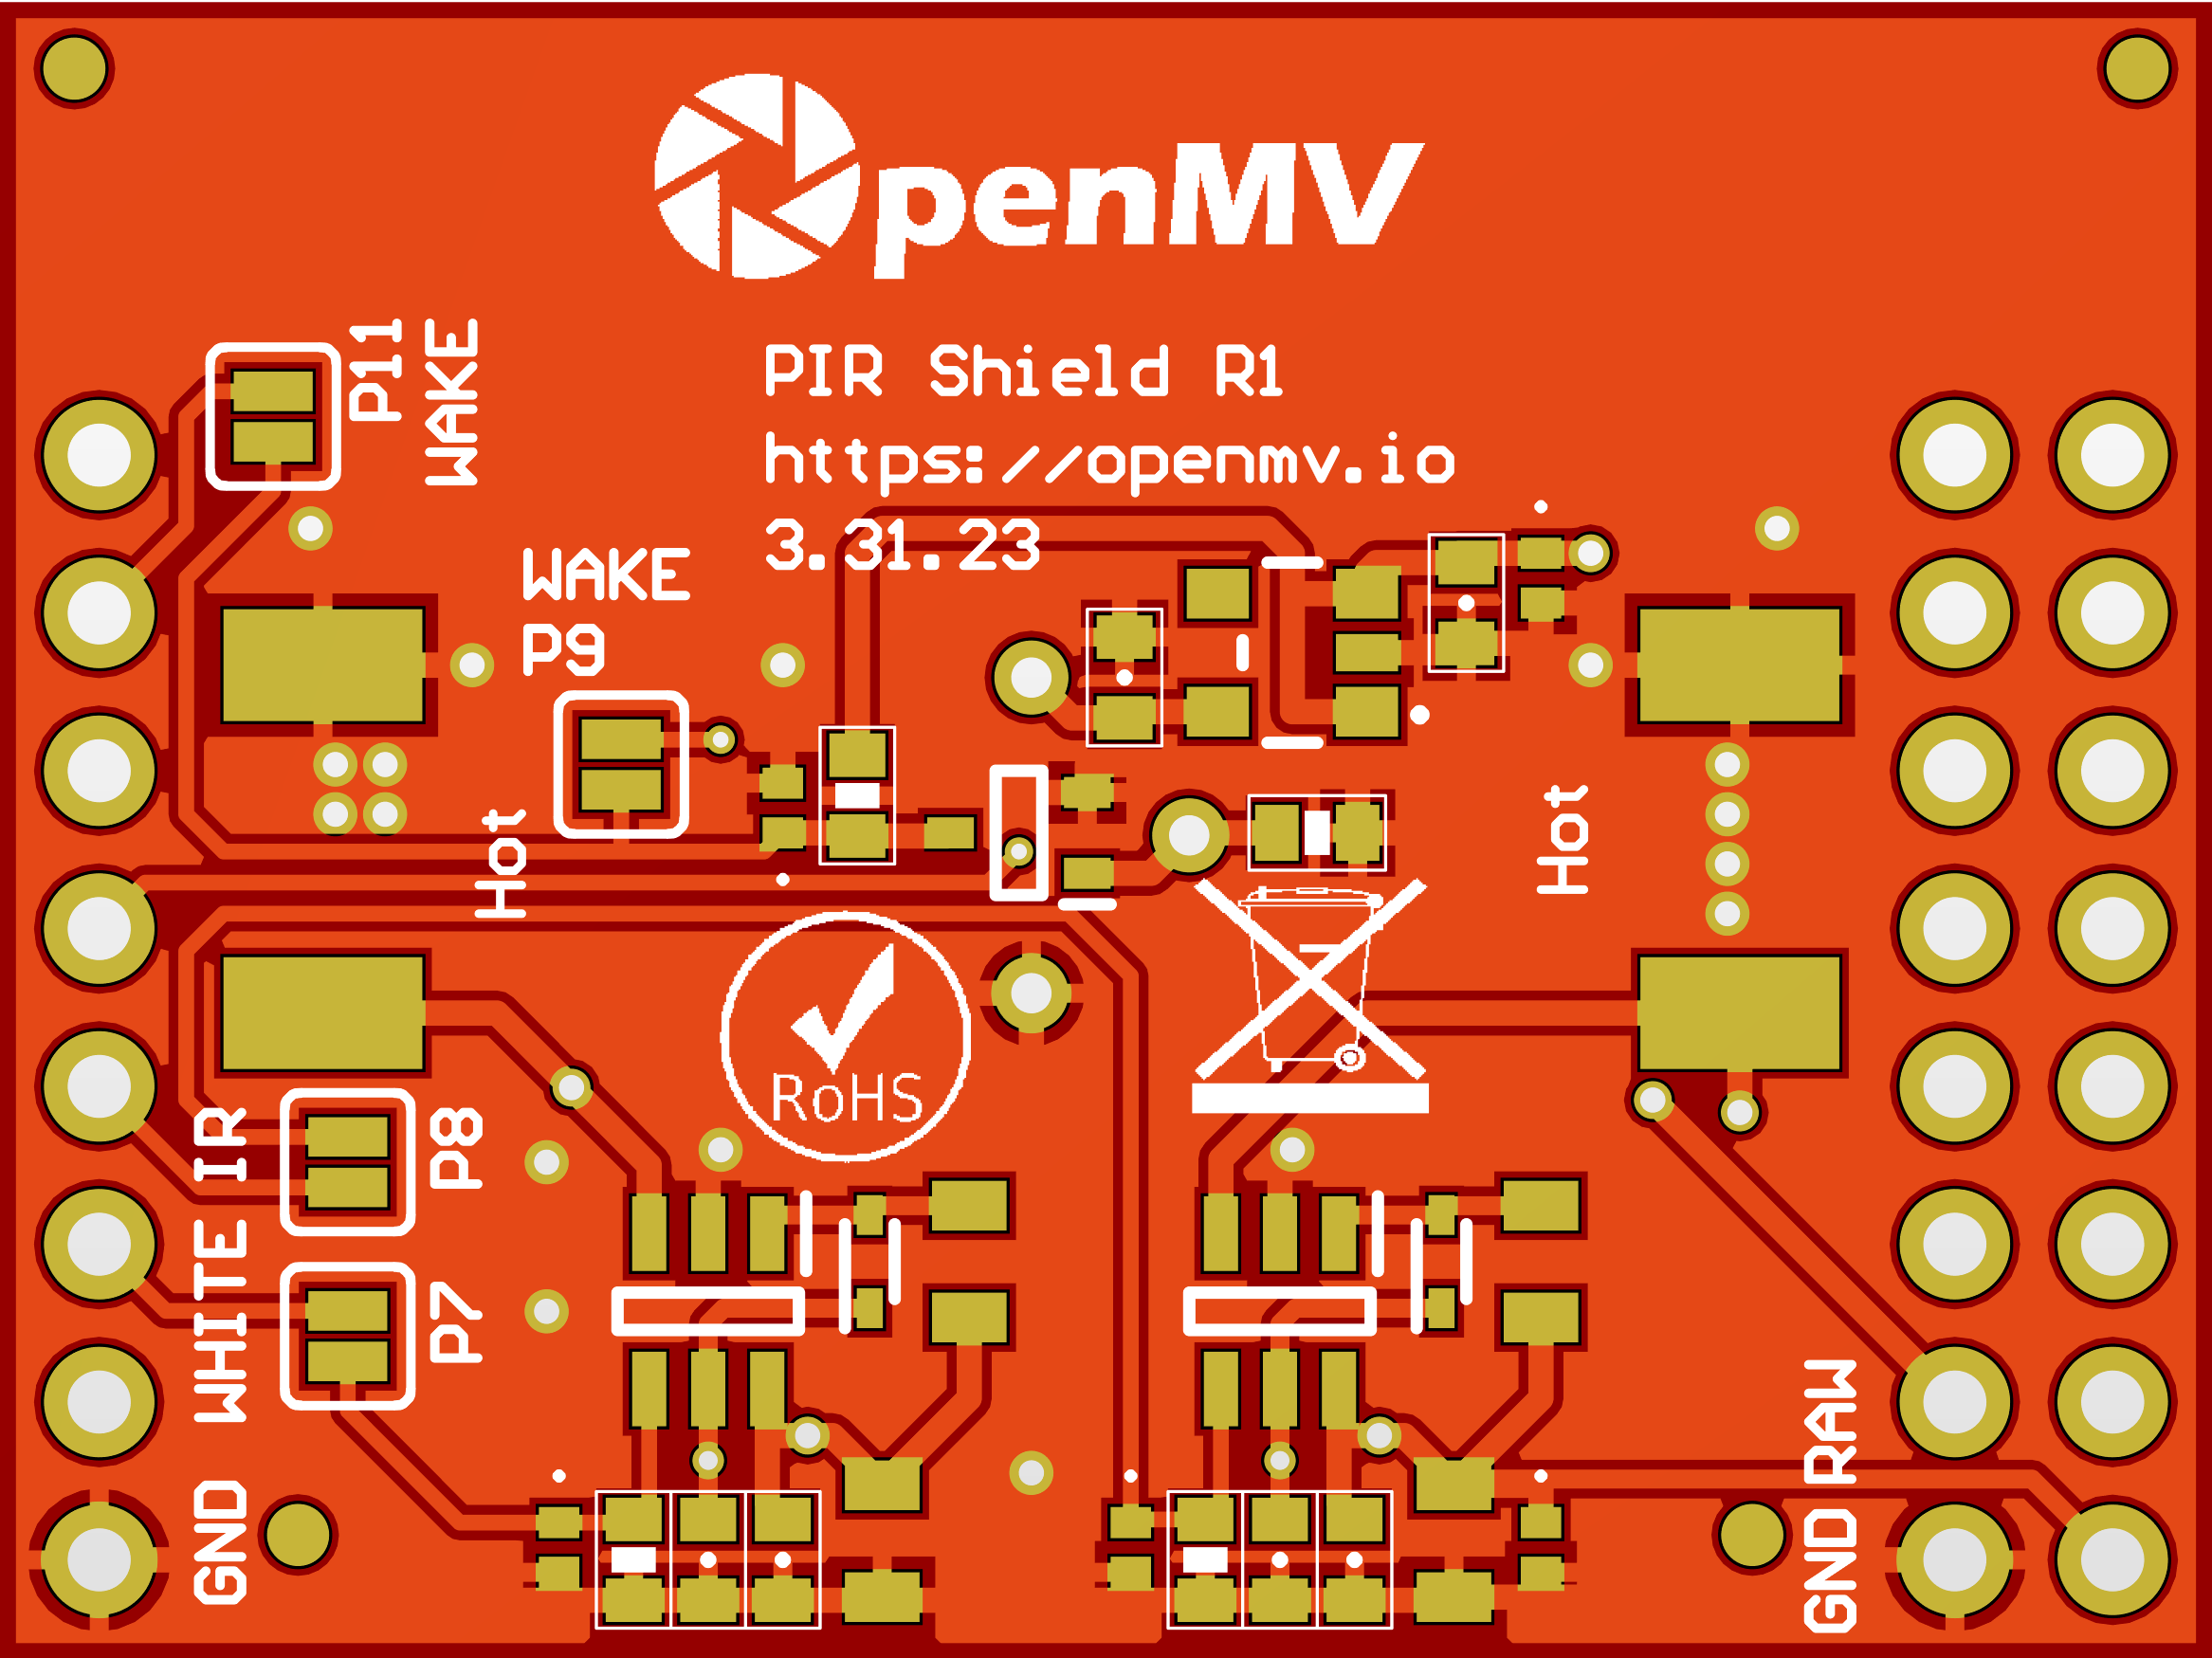 OpenMV
P11
WAKE
PIR Shield R1
https://openmv.io
3.31.23
WAKE
P9
Hot
Hot
RoHS
IR
P8
WHITE
P7
GND
RAW
GND